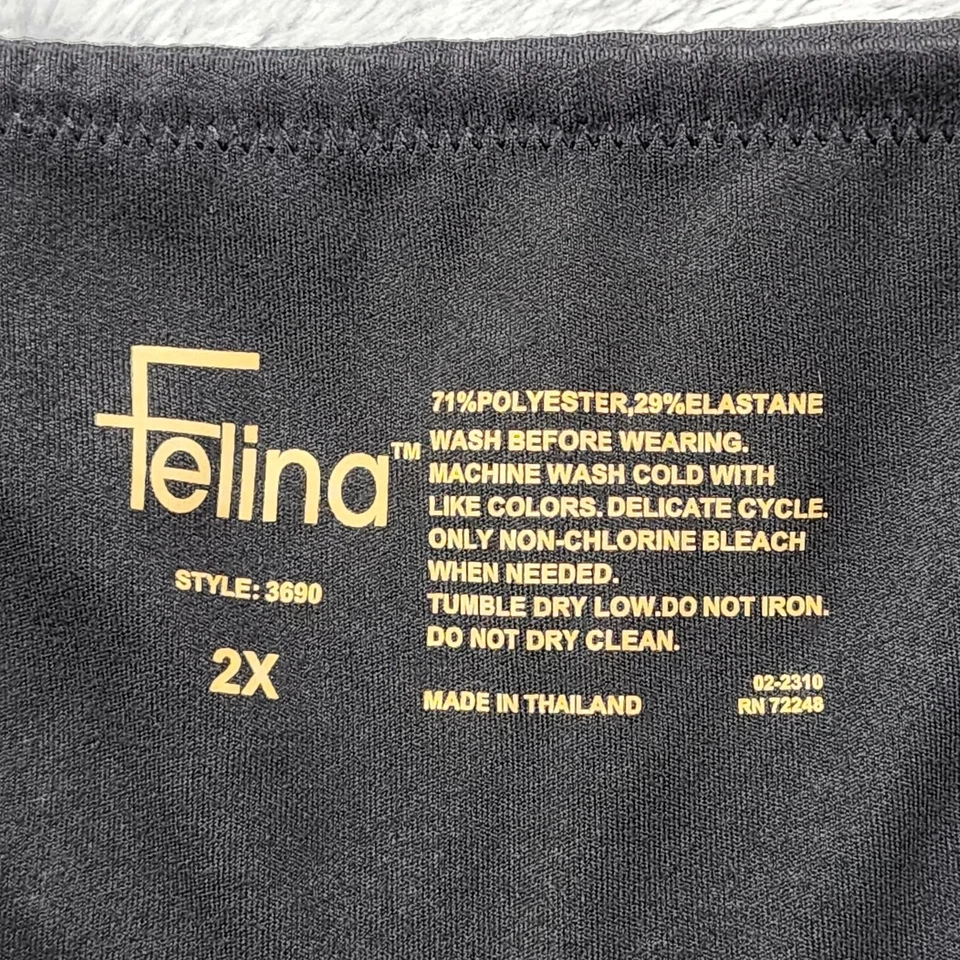 Felina™
STYLE: 3690
2X
71%POLYESTER,29%ELASTANE
WASH BEFORE WEARING.
MACHINE WASH COLD WITH
LIKE COLORS. DELICATE CYCLE.
ONLY NON-CHLORINE BLEACH
WHEN NEEDED.
TUMBLE DRY LOW.DO NOT IRON.
DO NOT DRY CLEAN.
MADE IN THAILAND
02-2310
RN 72248